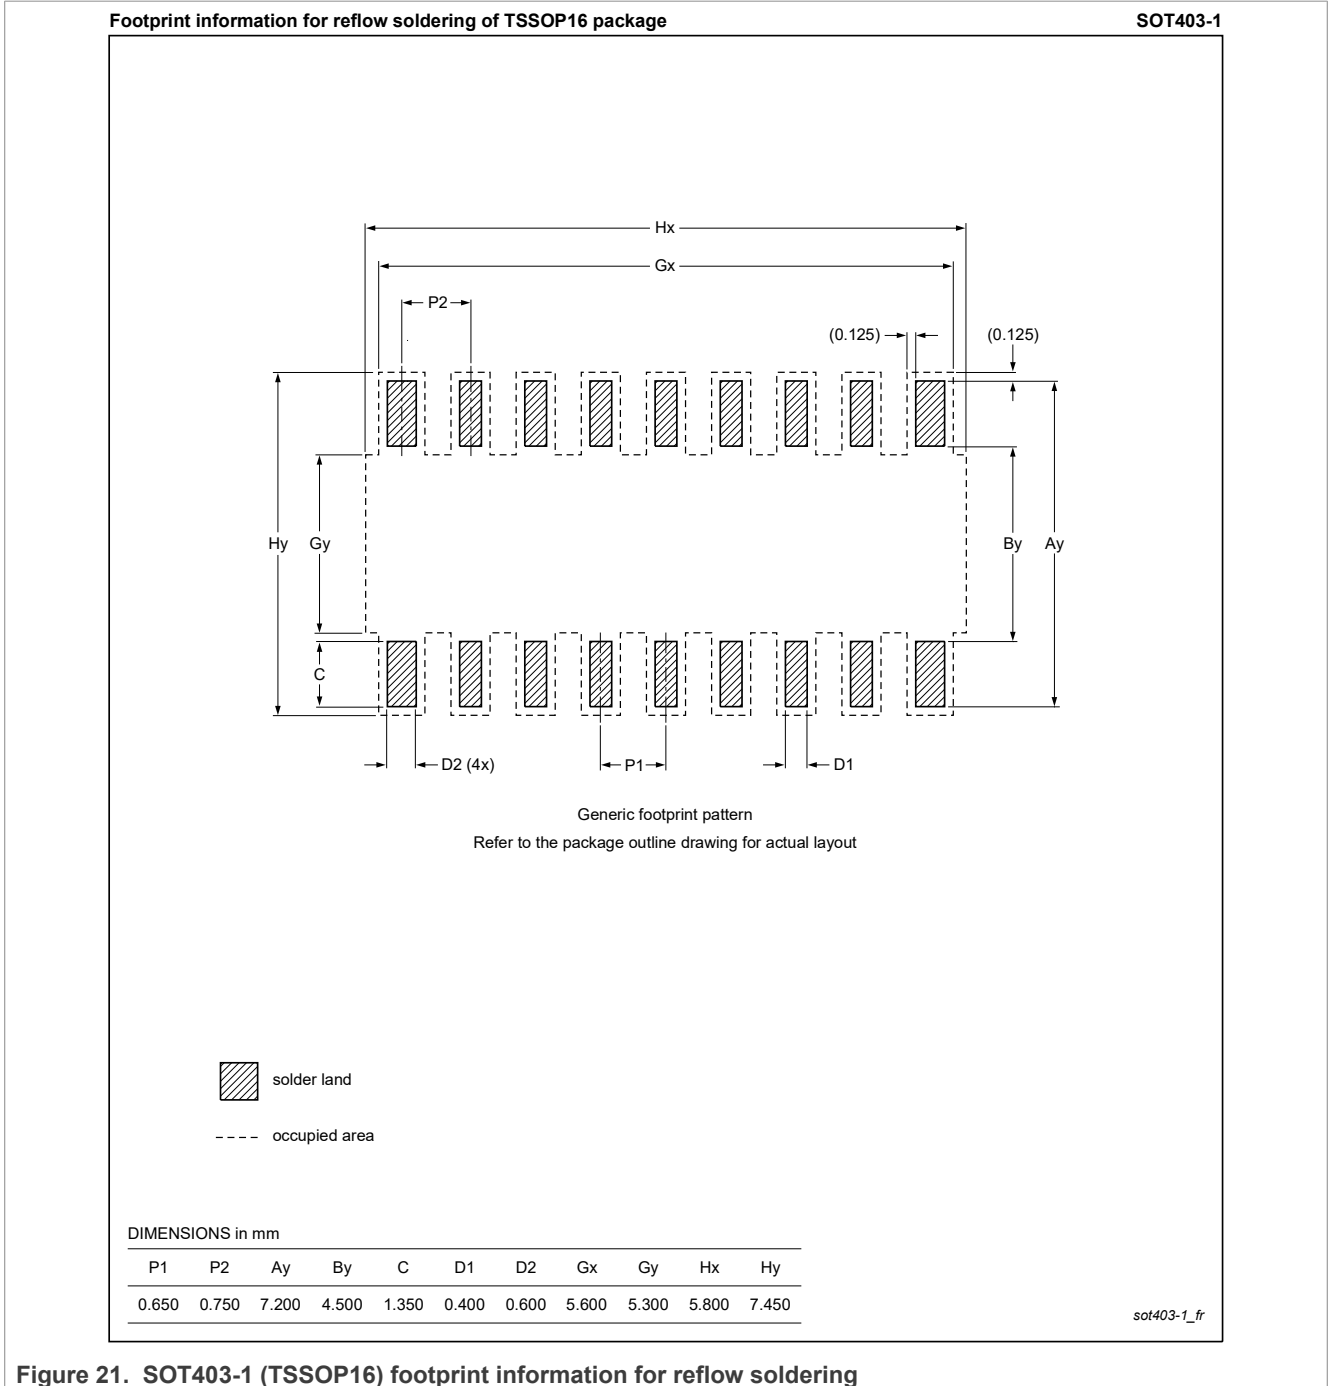 Footprint information for reflow soldering of TSSOP16 package SOT403-1
Hx
Gx
P2
(0.125) (0.125)
Hy Gy By Ay
C
D2 (4x) P1 D1
Generic footprint pattern
Refer to the package outline drawing for actual layout
solder land
occupied area
DIMENSIONS in mm
P1 P2 Ay By C D1 D2 Gx Gy Hx Hy
0.650 0.750 7.200 4.500 1.350 0.400 0.600 5.600 5.300 5.800 7.450
sot403-1_fr
Figure 21. SOT403-1 (TSSOP16) footprint information for reflow soldering